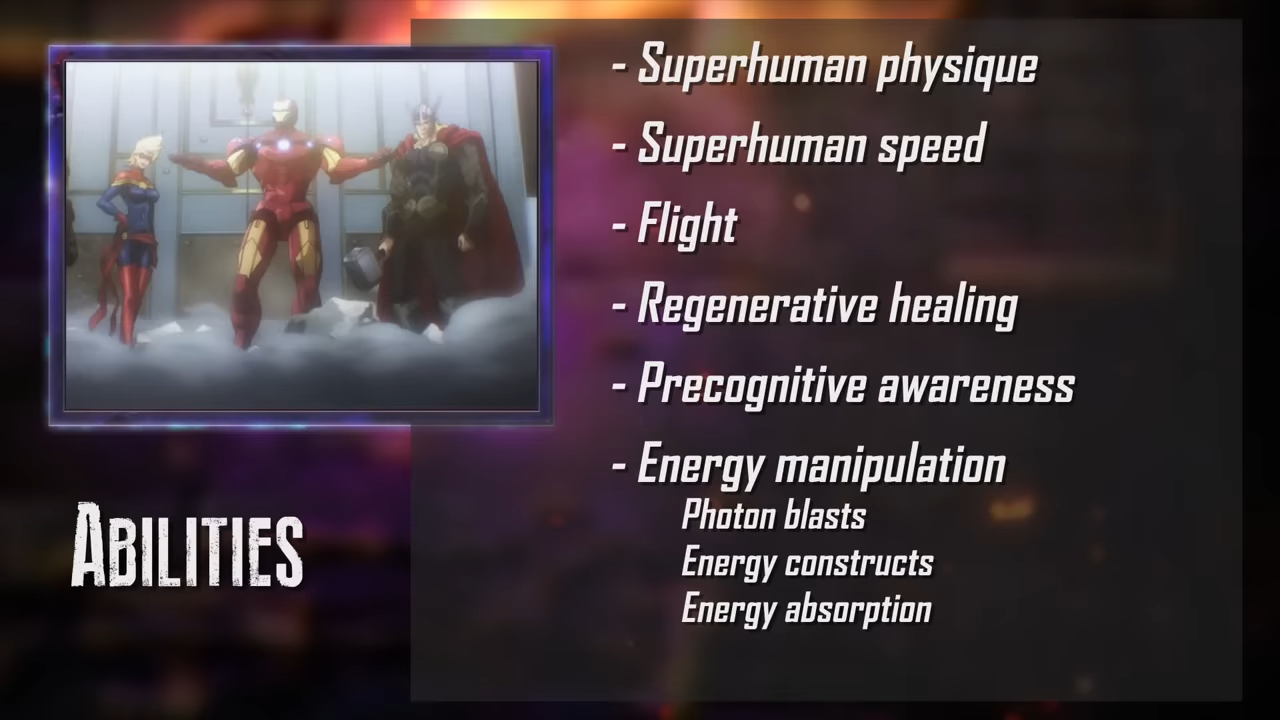 - Superhuman physique
- Superhuman speed
- Flight
- Regenerative healing
- Precognitive awareness
- Energy manipulation
Photon blasts
Energy constructs
Energy absorption
Abilities